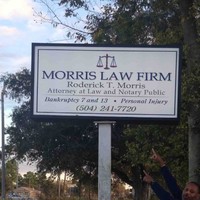 MORRIS LAW FIRM
Roderick T. Morris
Attorney at Law and Notary Public
Bankruptcy 7 and 13 • Personal Injury
(504) 241-7720